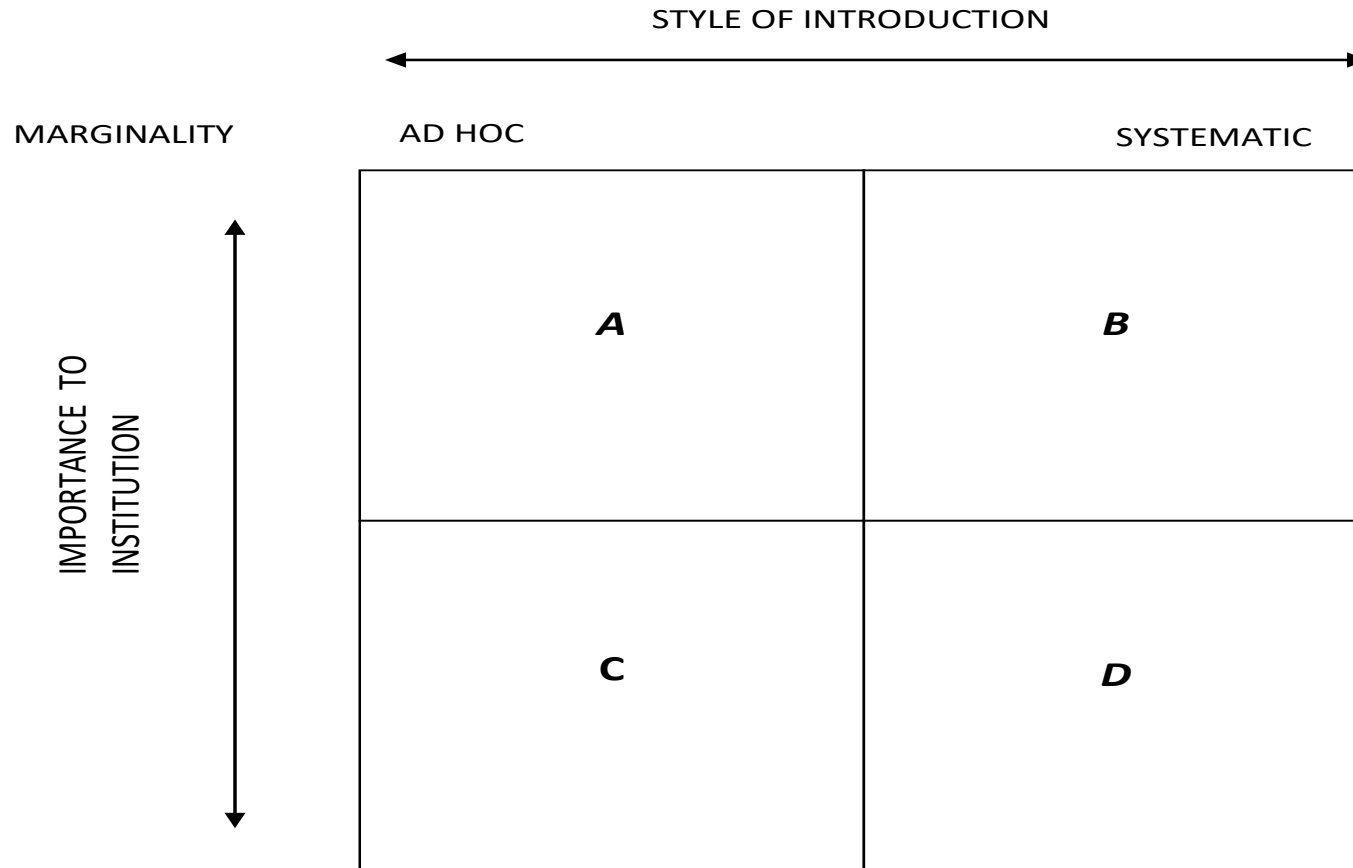 STYLE OF INTRODUCTION
MARGINALITY
AD HOC
SYSTEMATIC
IMPORTANCE TO
INSTITUTION
A
B
C
D